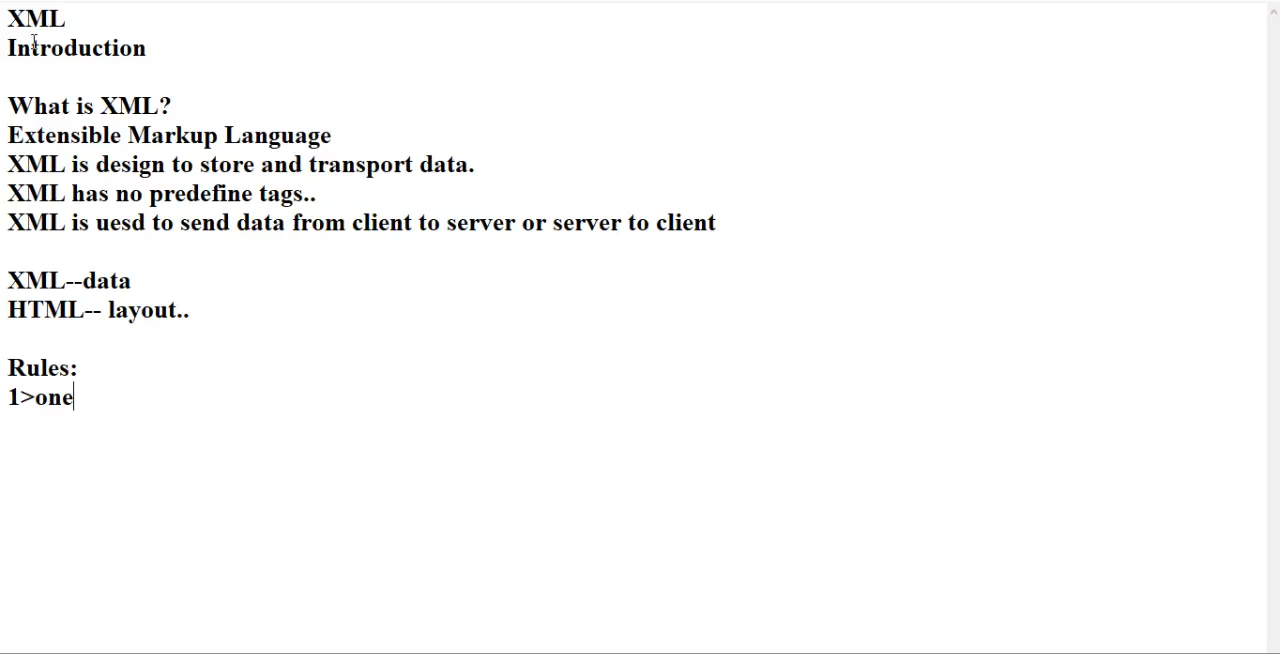 XML
Introduction
What is XML?
Extensible Markup Language
XML is design to store and transport data.
XML has no predefine tags..
XML is uesd to send data from client to server or server to client
XML--data
HTML-- layout..
Rules:
1>one